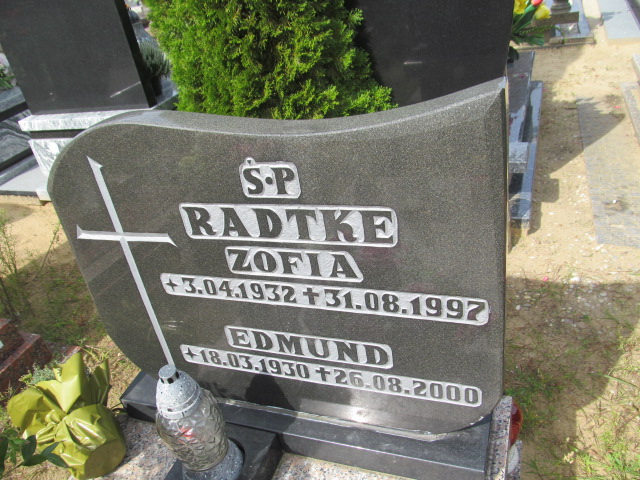 Ś·P
RADTKE
ZOFIA
+3.04.1932 ✝31.08.1997
EDMUND
+18.03.1930 ✝26.08.2000